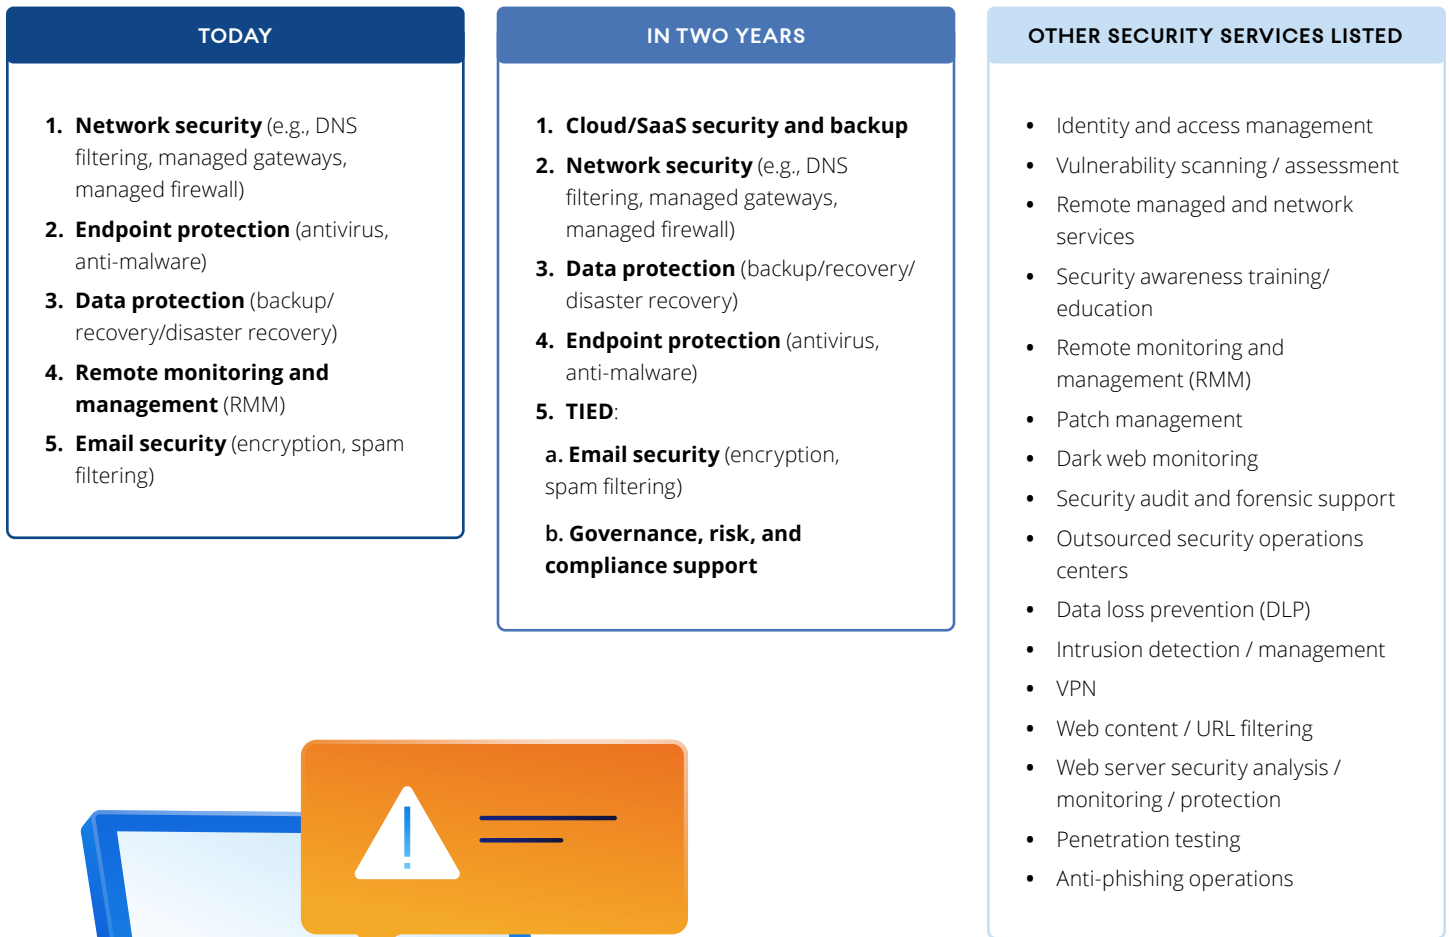 TODAY
1. Network security (e.g., DNS
filtering, managed gateways,
managed firewall)
2. Endpoint protection (antivirus,
anti-malware)
3. Data protection (backup/
recovery/disaster recovery)
4. Remote monitoring and
management (RMM)
5. Email security (encryption, spam
filtering)
IN TWO YEARS
1. Cloud/SaaS security and backup
2. Network security (e.g., DNS
filtering, managed gateways,
managed firewall)
3. Data protection (backup/recovery/
disaster recovery)
4. Endpoint protection (antivirus,
anti-malware)
5. TIED:
a. Email security (encryption,
spam filtering)
b. Governance, risk, and
compliance support
OTHER SECURITY SERVICES LISTED
• Identity and access management
• Vulnerability scanning / assessment
• Remote managed and network
services
• Security awareness training/
education
• Remote monitoring and
management (RMM)
• Patch management
• Dark web monitoring
• Security audit and forensic support
• Outsourced security operations
centers
• Data loss prevention (DLP)
• Intrusion detection / management
• VPN
• Web content / URL filtering
• Web server security analysis /
monitoring / protection
• Penetration testing
• Anti-phishing operations